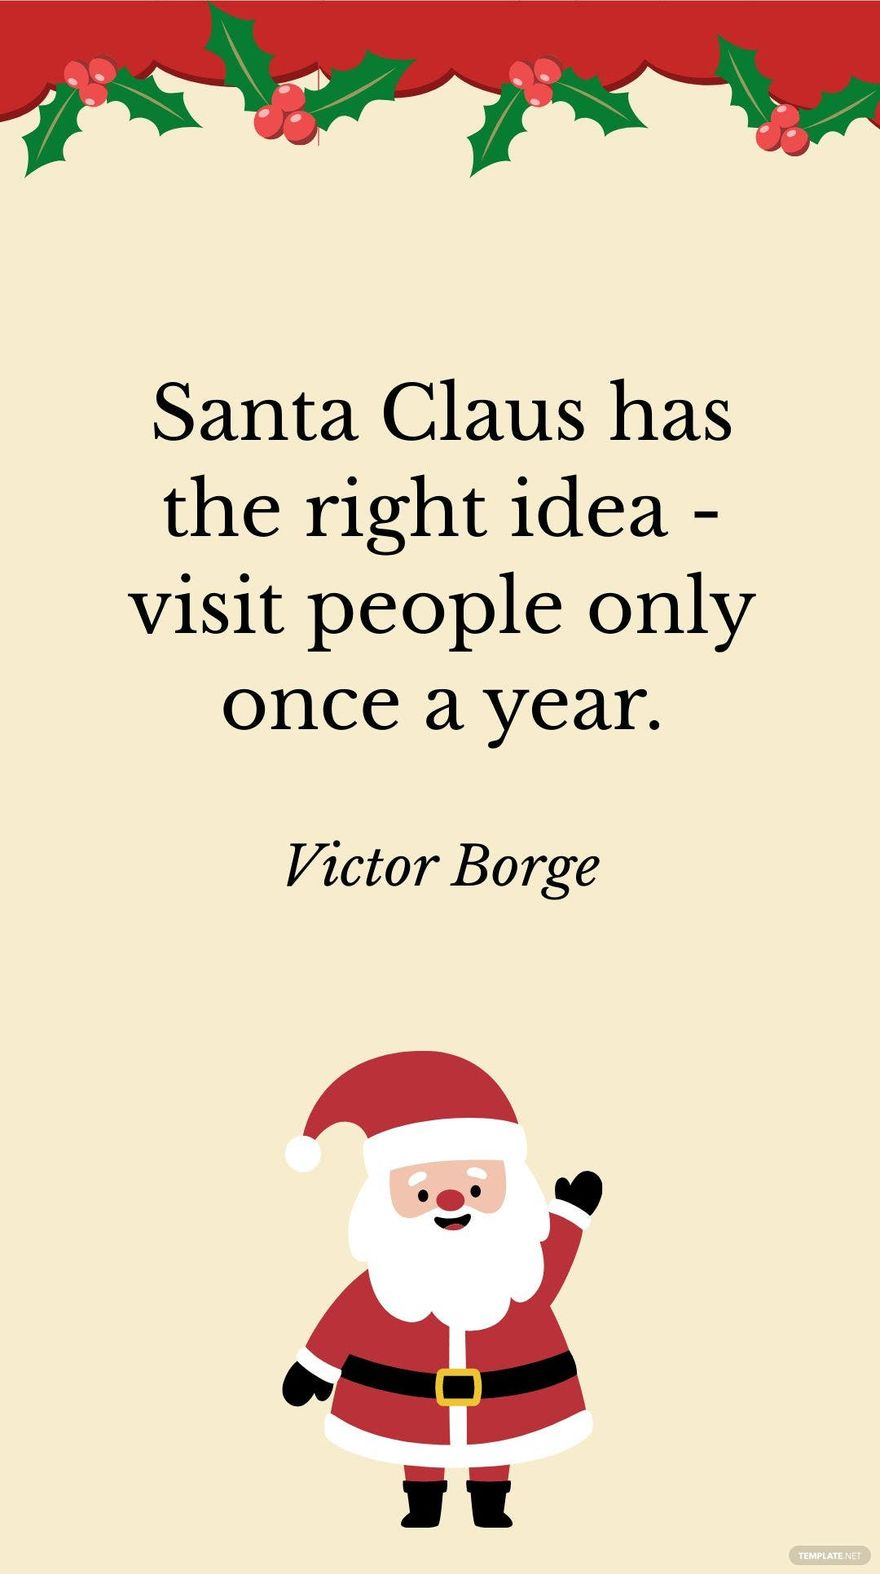 Santa Claus has
the right idea -
visit people only
once a year.
Victor Borge
TEMPLATE.NET